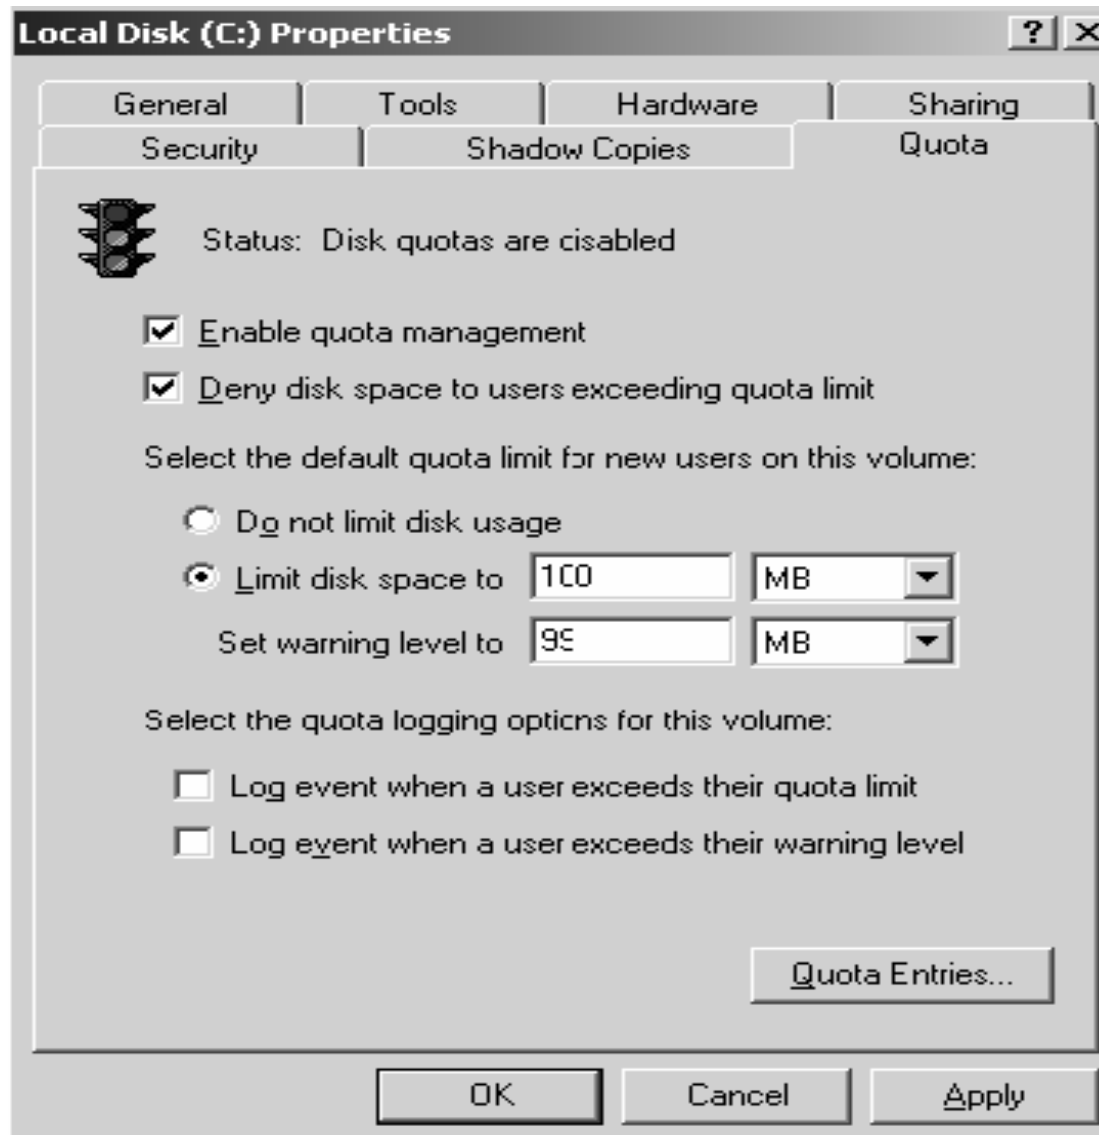 Local Disk (C:) Properties ? X
General Tools Hardware Sharing
Security Shadow Copies Quota
Status: Disk quotas are cisabled
Enable quota management
Deny disk space to users exceeding quota limit
Select the default quota limit for new users on this volume:
Do not limit disk usage
Limit disk space to 100 MB
Set warning level to 99 MB
Select the quota logging options for this volume:
Log event when a user exceeds their quota limit
Log event when a user exceeds their warning level
Quota Entries...
OK Cancel Apply